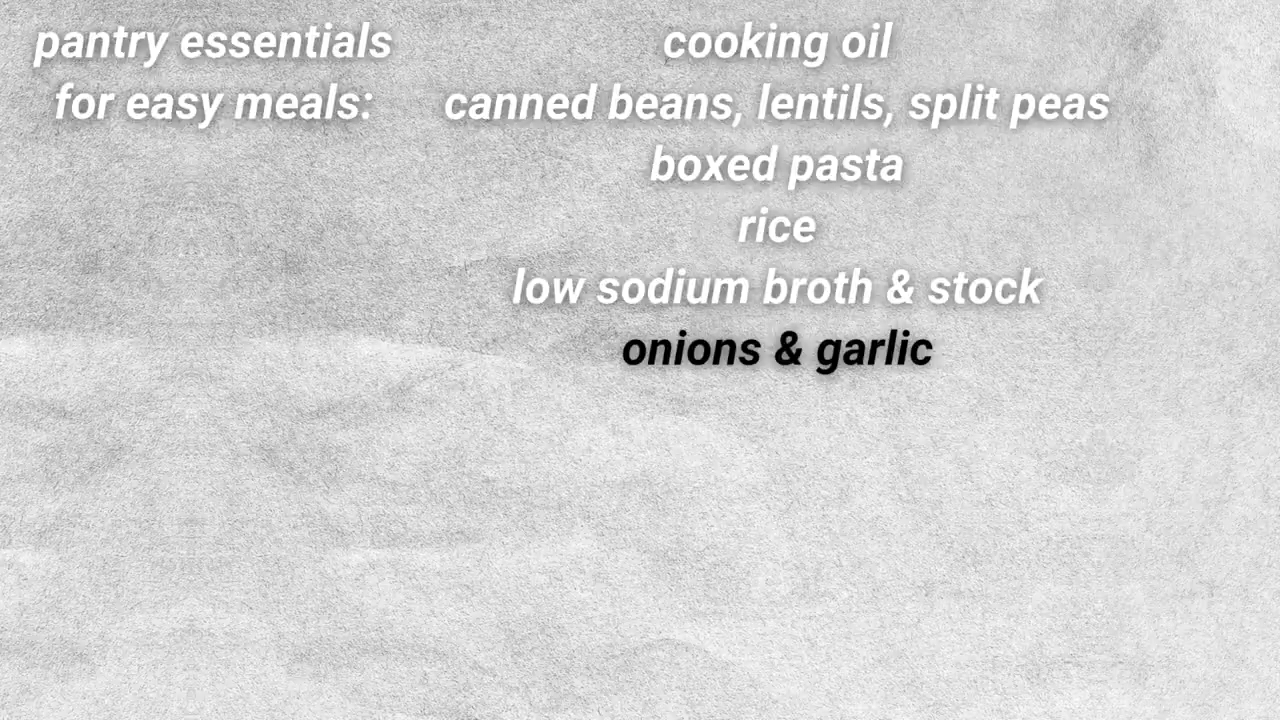 pantry essentials
for easy meals:
cooking oil
canned beans, lentils, split peas
boxed pasta
rice
low sodium broth & stock
onions & garlic